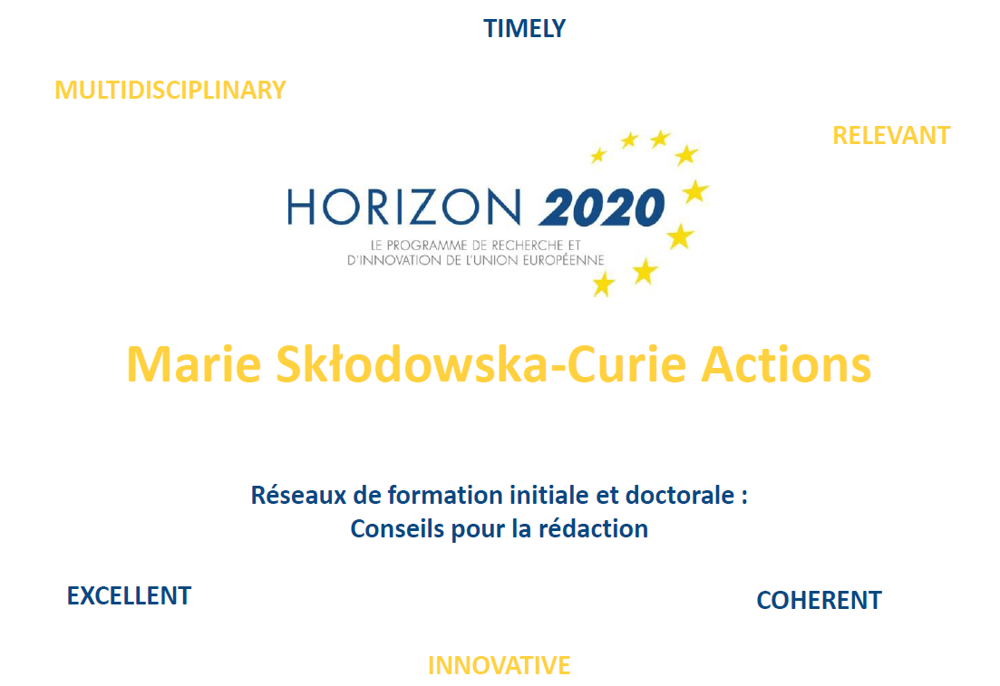 TIMELY
MULTIDISCIPLINARY
RELEVANT
HORIZON 2020
LE PROGRAMME DE RECHERCHE ET
D'INNOVATION DE L'UNION EUROPÉENNE
Marie Skłodowska-Curie Actions
Réseaux de formation initiale et doctorale :
Conseils pour la rédaction
EXCELLENT
COHERENT
INNOVATIVE